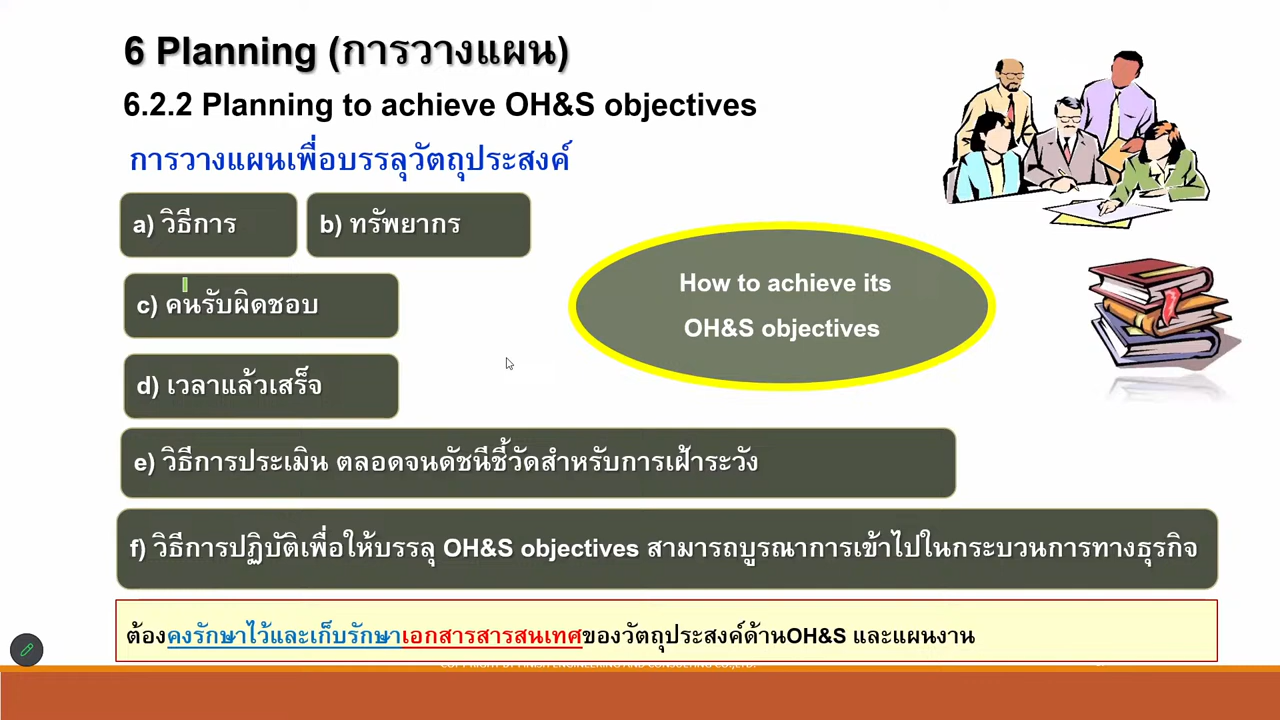 6 Planning (การวางแผน)
6.2.2 Planning to achieve OH&S objectives
การวางแผนเพื่อบรรลุวัตถุประสงค์
a) วิธีการ
b) ทรัพยากร
c) คนรับผิดชอบ
d) เวลาแล้วเสร็จ
How to achieve its
OH&S objectives
e) วิธีการประเมิน ตลอดจนดัชนีชี้วัดสำหรับการเฝ้าระวัง
f) วิธีการปฏิบัติเพื่อให้บรรลุ OH&S objectives สามารถบูรณาการเข้าไปในกระบวนการทางธุรกิจ
ต้องคงรักษาไว้และเก็บรักษาเอกสารสารสนเทศของวัตถุประสงค์ด้านOH&S และแผนงาน